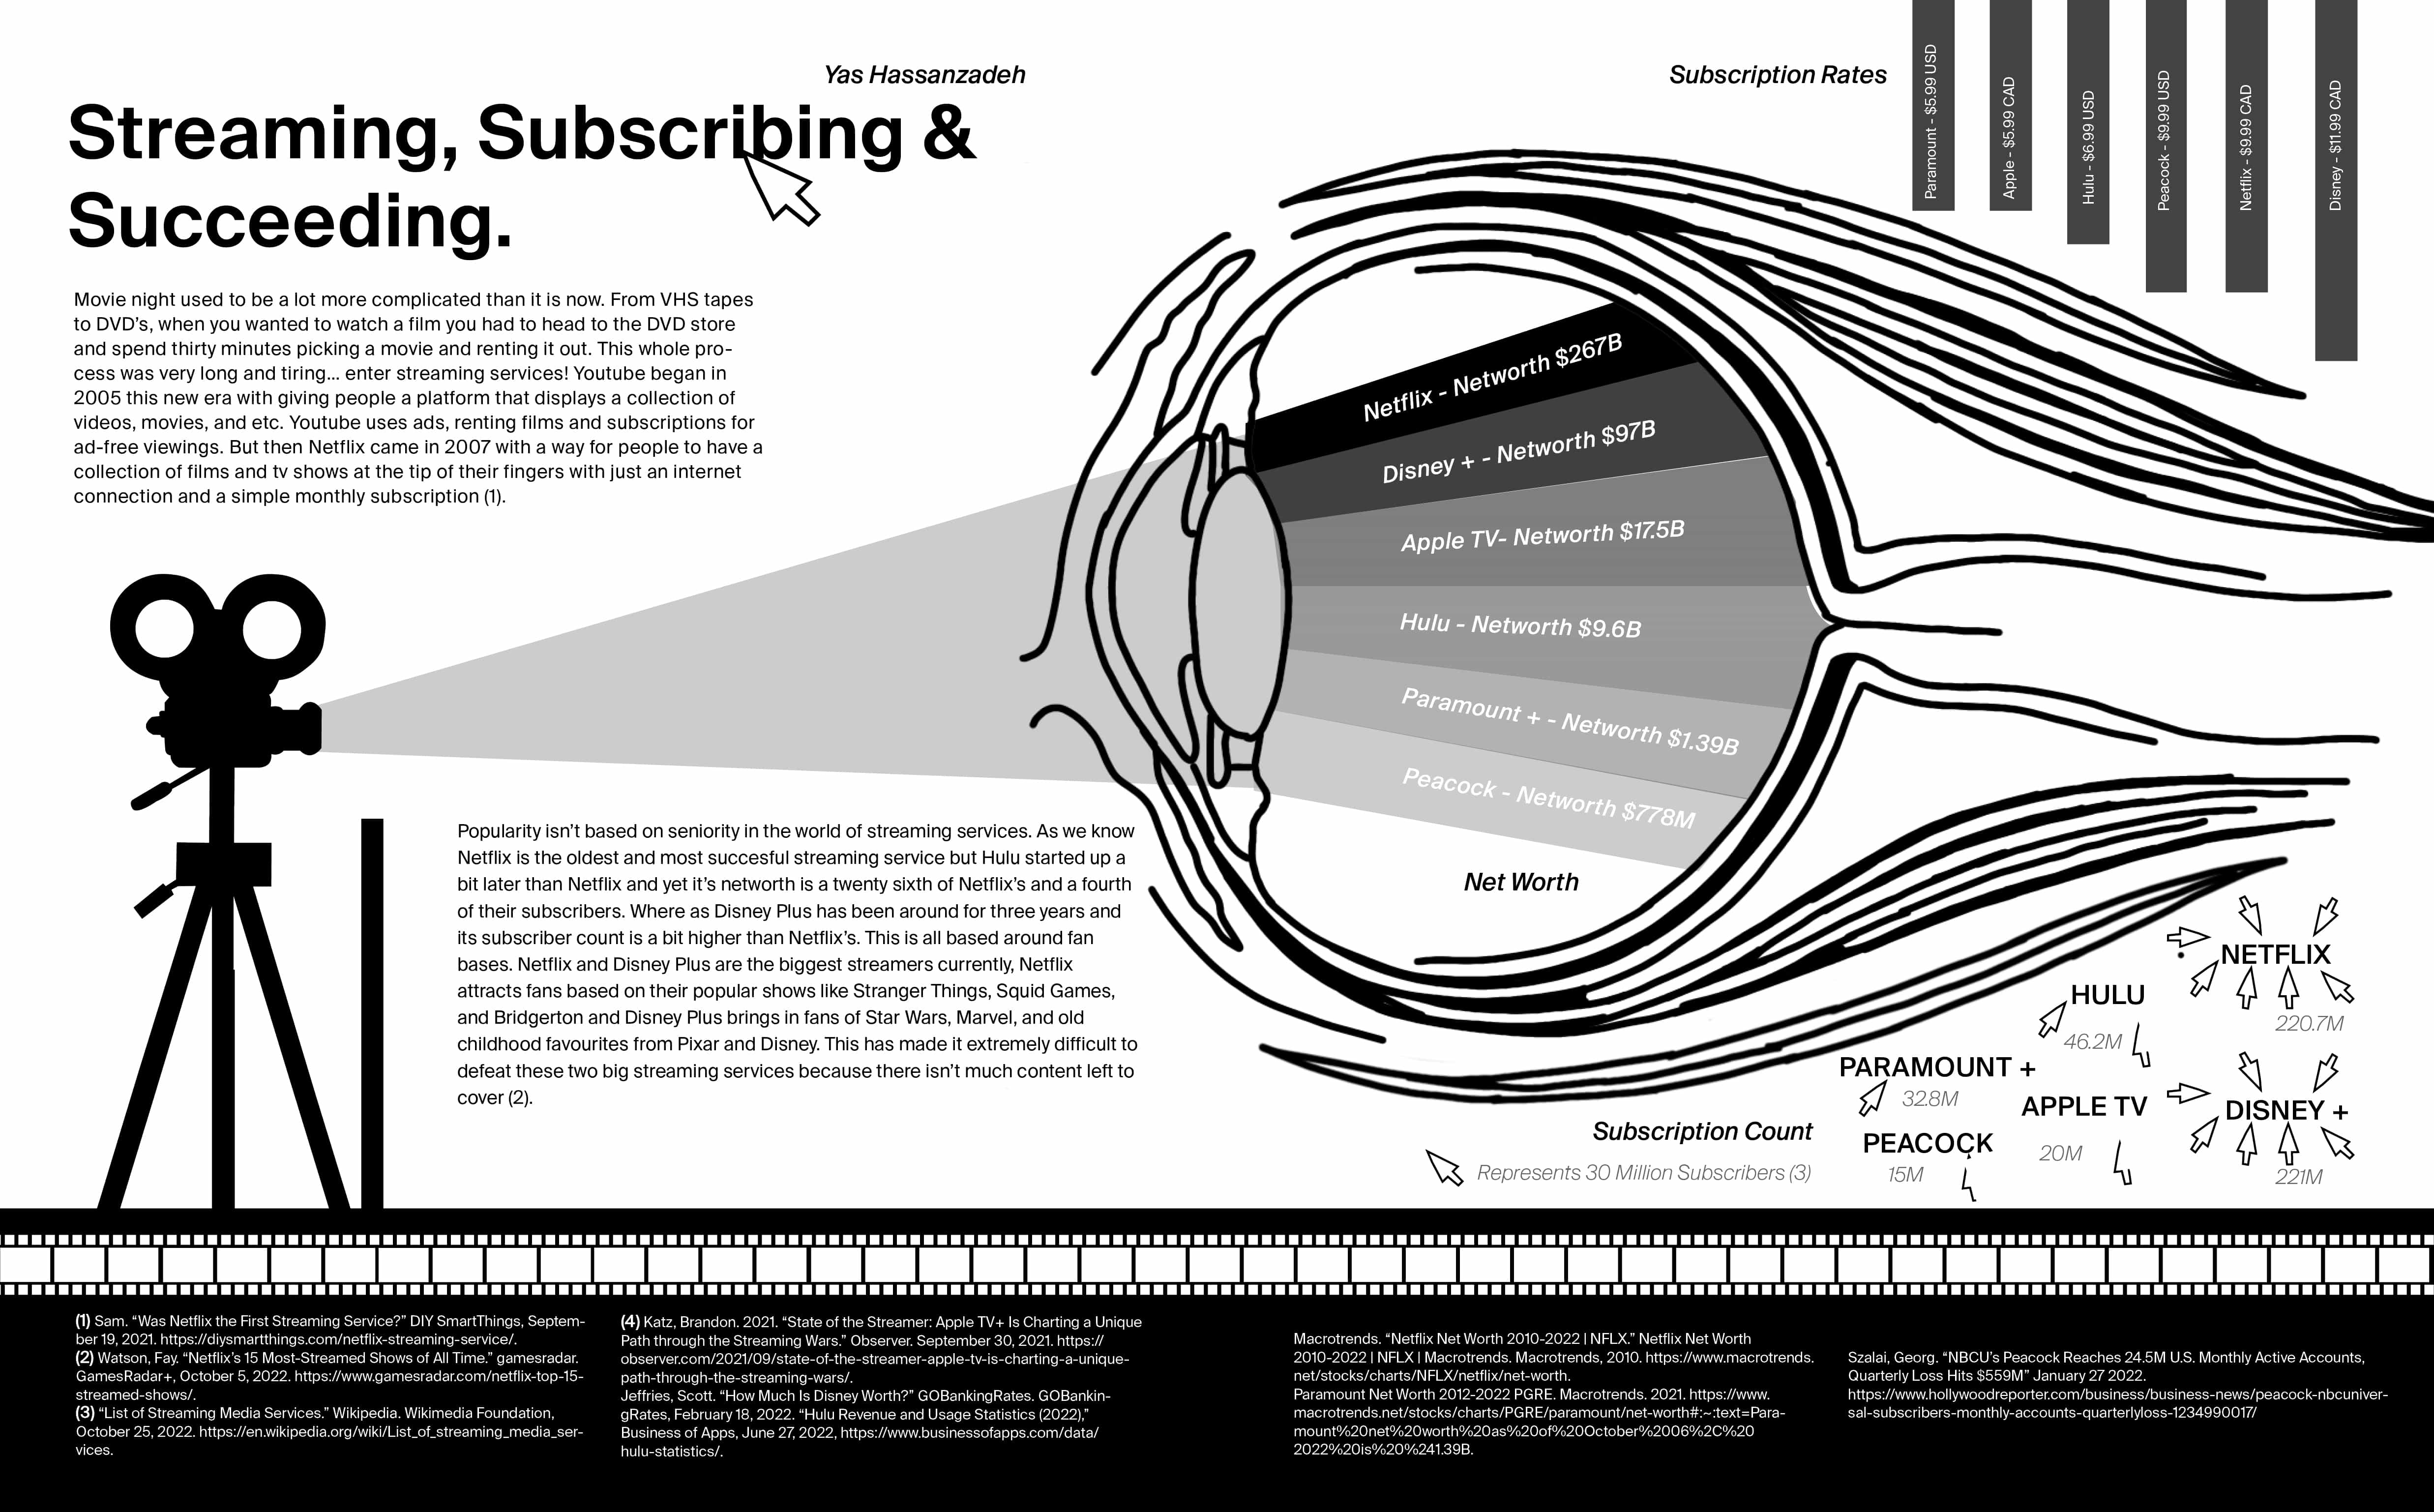 Yas Hassanzadeh
Streaming, Subscribing &
Succeeding.
Movie night used to be a lot more complicated than it is now. From VHS tapes
to DVD's, when you wanted to watch a film you had to head to the DVD store
and spend thirty minutes picking a movie and renting it out. This whole pro-
cess was very long and tiring... enter streaming services! Youtube began in
2005 this new era with giving people a platform that displays a collection of
videos, movies, and etc. Youtube uses ads, renting films and subscriptions for
ad-free viewings. But then Netflix came in 2007 with a way for people to have a
collection of films and tv shows at the tip of their fingers with just an internet
connection and a simple monthly subscription (1).
Popularity isn't based on seniority in the world of streaming services. As we know
Netflix is the oldest and most succesful streaming service but Hulu started up a
bit later than Netflix and yet it's networth is a twenty sixth of Netflix's and a fourth
of their subscribers. Where as Disney Plus has been around for three years and
its subscriber count is a bit higher than Netflix's. This is all based around fan
bases. Netflix and Disney Plus are the biggest streamers currently, Netflix
attracts fans based on their popular shows like Stranger Things, Squid Games,
and Bridgerton and Disney Plus brings in fans of Star Wars, Marvel, and old
childhood favourites from Pixar and Disney. This has made it extremely difficult to
defeat these two big streaming services because there isn't much content left to
cover (2).
Subscription Rates
Paramount - $5.99 USD
Apple - $5.99 CAD
Hulu - $6.99 USD
Peacock - $9.99 USD
Netflix - $9.99 CAD
Disney - $11.99 CAD
Netflix - Networth $267B
Disney + - Networth $97B
Apple TV- Networth $17.5B
Hulu - Networth $9.6B
Paramount + - Networth $1.39B
Peacock - Networth $778M
Net Worth
Subscription Count
Represents 30 Million Subscribers (3)
PARAMOUNT +
32.8M
PEACOCK
15M
HULU
46.2M
APPLE TV
20M
NETFLIX
220.7M
DISNEY +
221M
(1) Sam. "Was Netflix the First Streaming Service?" DIY SmartThings, Septem-
ber 19, 2021. https://diysmartthings.com/netflix-streaming-service/.
(2) Watson, Fay. "Netflix's 15 Most-Streamed Shows of All Time." gamesradar.
GamesRadar+, October 5, 2022. https://www.gamesradar.com/netflix-top-15-
streamed-shows/.
(3) "List of Streaming Media Services." Wikipedia. Wikimedia Foundation,
October 25, 2022. https://en.wikipedia.org/wiki/List_of_streaming_media_ser-
vices.
(4) Katz, Brandon. 2021. "State of the Streamer: Apple TV+ Is Charting a Unique
Path through the Streaming Wars." Observer. September 30, 2021. https://
observer.com/2021/09/state-of-the-streamer-apple-tv-is-charting-a-unique-
path-through-the-streaming-wars/.
Jeffries, Scott. "How Much Is Disney Worth?" GOBankingRates. GOBankin-
gRates, February 18, 2022. "Hulu Revenue and Usage Statistics (2022),"
Business of Apps, June 27, 2022, https://www.businessofapps.com/data/
hulu-statistics/.
Macrotrends. "Netflix Net Worth 2010-2022 | NFLX." Netflix Net Worth
2010-2022 | NFLX | Macrotrends. Macrotrends, 2010. https://www.macrotrends.
net/stocks/charts/NFLX/netflix/net-worth.
Paramount Net Worth 2012-2022 PGRE. Macrotrends. 2021. https://www.
macrotrends.net/stocks/charts/PGRE/paramount/net-worth#:~:text=Para-
mount%20net%20worth%20as%20of%20October%2006%2C%20
2022%20is%20%241.39B.
Szalai, Georg. "NBCU's Peacock Reaches 24.5M U.S. Monthly Active Accounts,
Quarterly Loss Hits $559M" January 27 2022.
https://www.hollywoodreporter.com/business/business-news/peacock-nbcuniver-
sal-subscribers-monthly-accounts-quarterlyloss-1234990017/